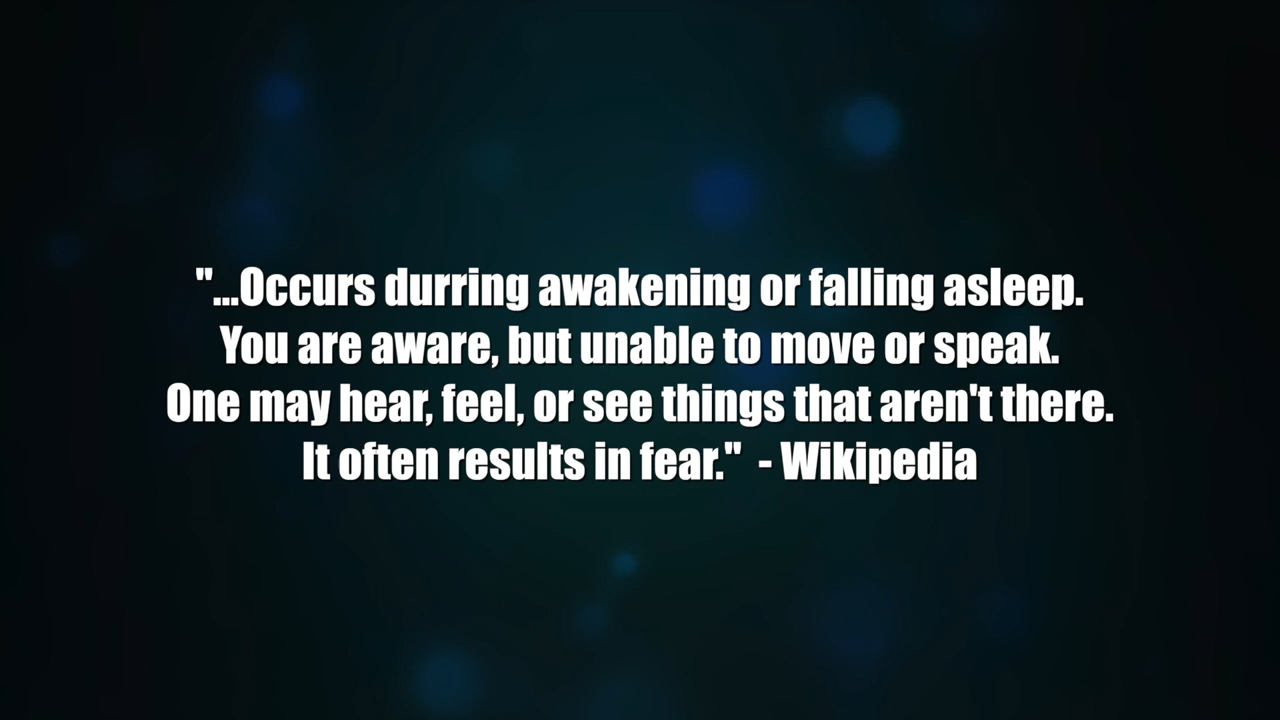 "...Occurs durring awakening or falling asleep.
You are aware, but unable to move or speak.
One may hear, feel, or see things that aren't there.
It often results in fear."  - Wikipedia